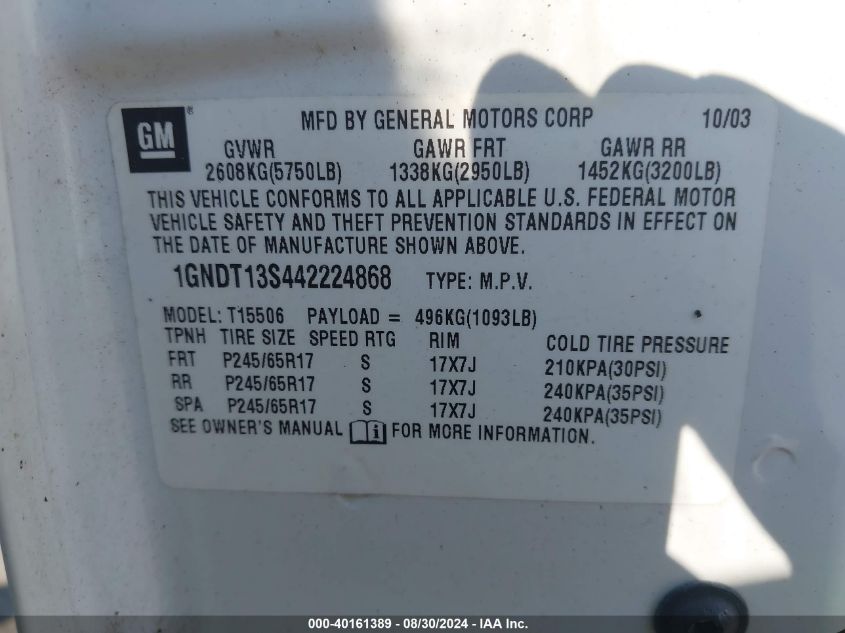 GM®
MFD BY GENERAL MOTORS CORP 10/03
GVWR GAWR FRT GAWR RR
2608KG(5750LB) 1338KG(2950LB) 1452KG(3200LB)
THIS VEHICLE CONFORMS TO ALL APPLICABLE U.S. FEDERAL MOTOR
VEHICLE SAFETY AND THEFT PREVENTION STANDARDS IN EFFECT ON
THE DATE OF MANUFACTURE SHOWN ABOVE.
1GNDT13S442224868 TYPE: M.P.V.
MODEL: T15506 PAYLOAD = 496KG(1093LB)
TPNH TIRE SIZE SPEED RTG RIM COLD TIRE PRESSURE
FRT P245/65R17 S 17X7J 210KPA(30PSI)
RR P245/65R17 S 17X7J 240KPA(35PSI)
SPA P245/65R17 S 17X7J 240KPA(35PSI)
SEE OWNER'S MANUAL i FOR MORE INFORMATION.
000-40161389 - 08/30/2024 - IAA Inc.